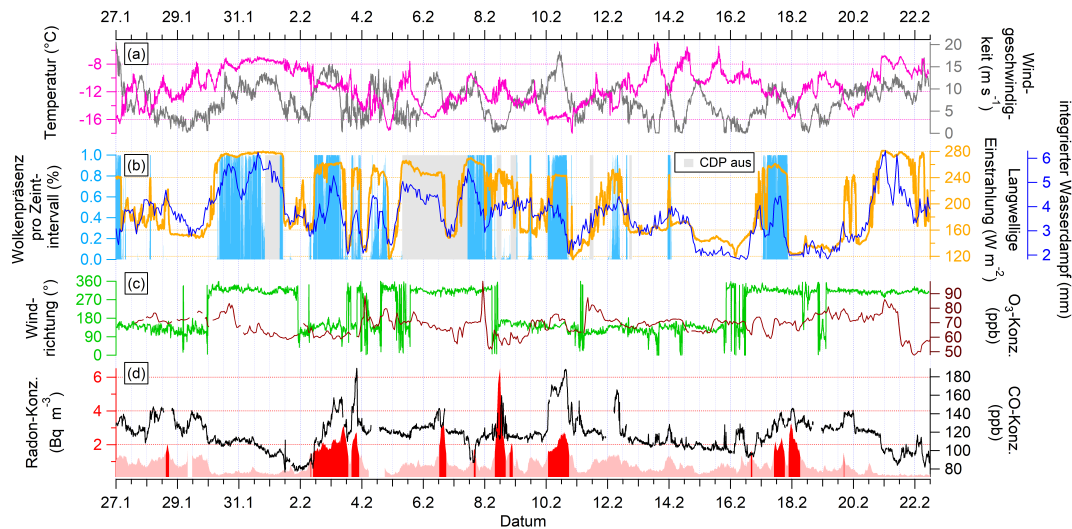 27.1 29.1 31.1 2.2 4.2 6.2 8.2 10.2 12.2 14.2 16.2 18.2 20.2 22.2
(a)
Temperatur (°C)
-8
-12
-16
20
15
10
5
0
Wind-
geschwindig-
keit (m s⁻¹)
(b)
Wolkenpräsenz
pro Zeint-
intervall (%)
1.0
0.8
0.6
0.4
0.2
0.0
CDP aus
280
240
200
160
120
Langwellige
Einstrahlung (W m⁻²)
6
5
4
3
2
integrierter Wasserdampf (mm)
(c)
Wind-
richtung (°)
360
270
180
90
0
90
80
70
60
50
O₃-Konz.
(ppb)
(d)
Radon-Konz.
(Bq m⁻³)
6
4
2
180
160
140
120
100
80
CO-Konz.
(ppb)
27.1 29.1 31.1 2.2 4.2 6.2 8.2 10.2 12.2 14.2 16.2 18.2 20.2 22.2
Datum